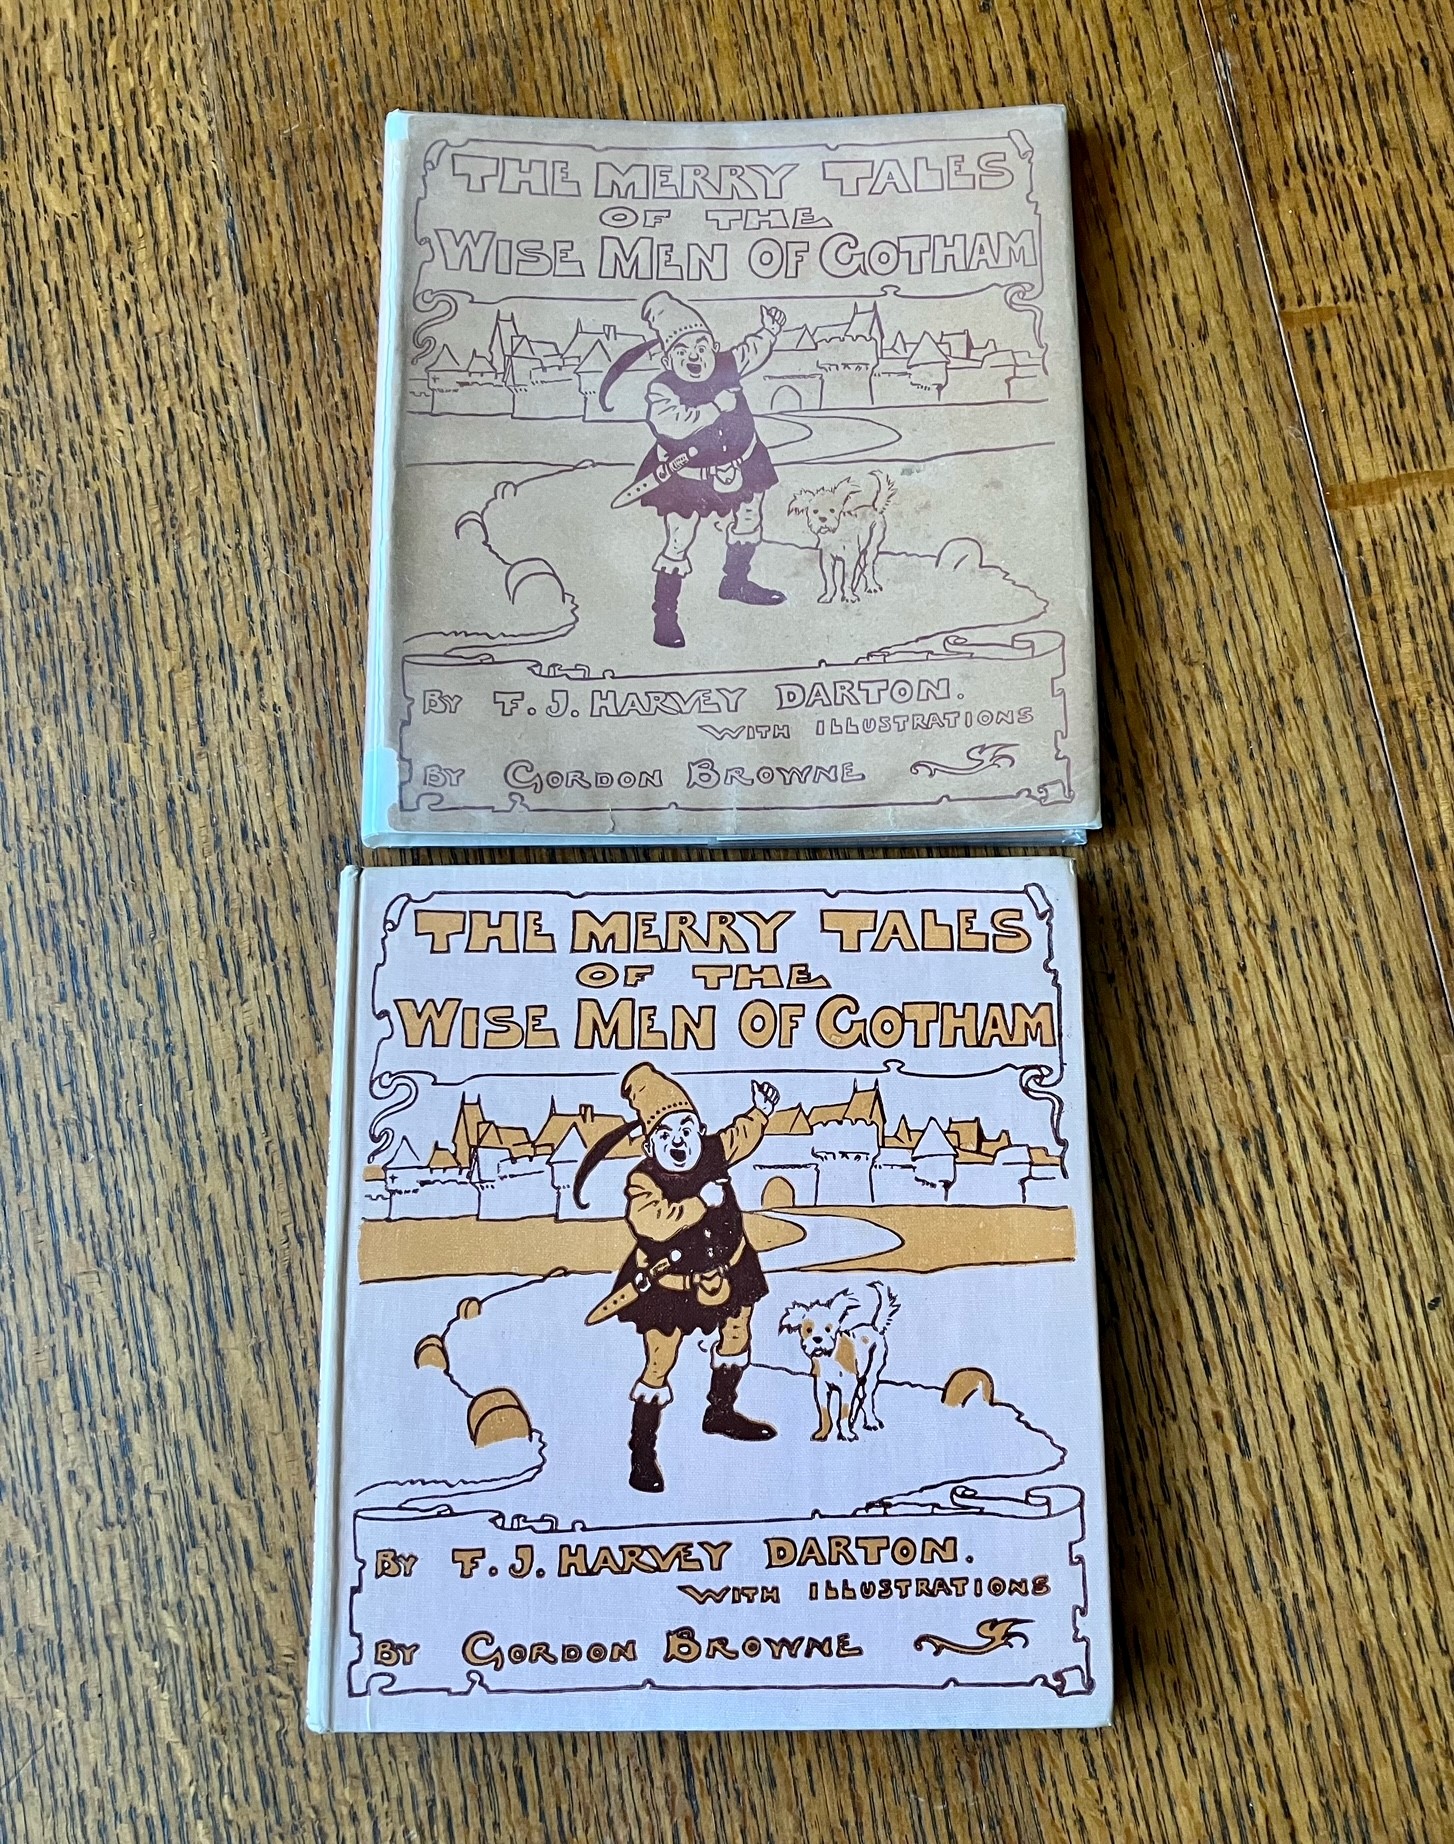 THE MERRY TALES
OF THE
WISE MEN OF GOTHAM
BY F. J. HARVEY DARTON.
WITH ILLUSTRATIONS
BY GORDON BROWNE
THE MERRY TALES
OF THE
WISE MEN OF GOTHAM
BY F. J. HARVEY DARTON.
WITH ILLUSTRATIONS
BY GORDON BROWNE